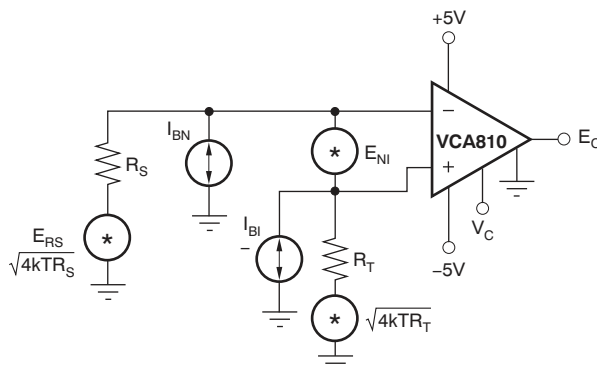 +5V
I_BN
−
VCA810
E_O
R_S
*
E_NI
+
I_BI
−
E_RS
*
√4kTR_S
R_T
V_C
−5V
*
√4kTR_T